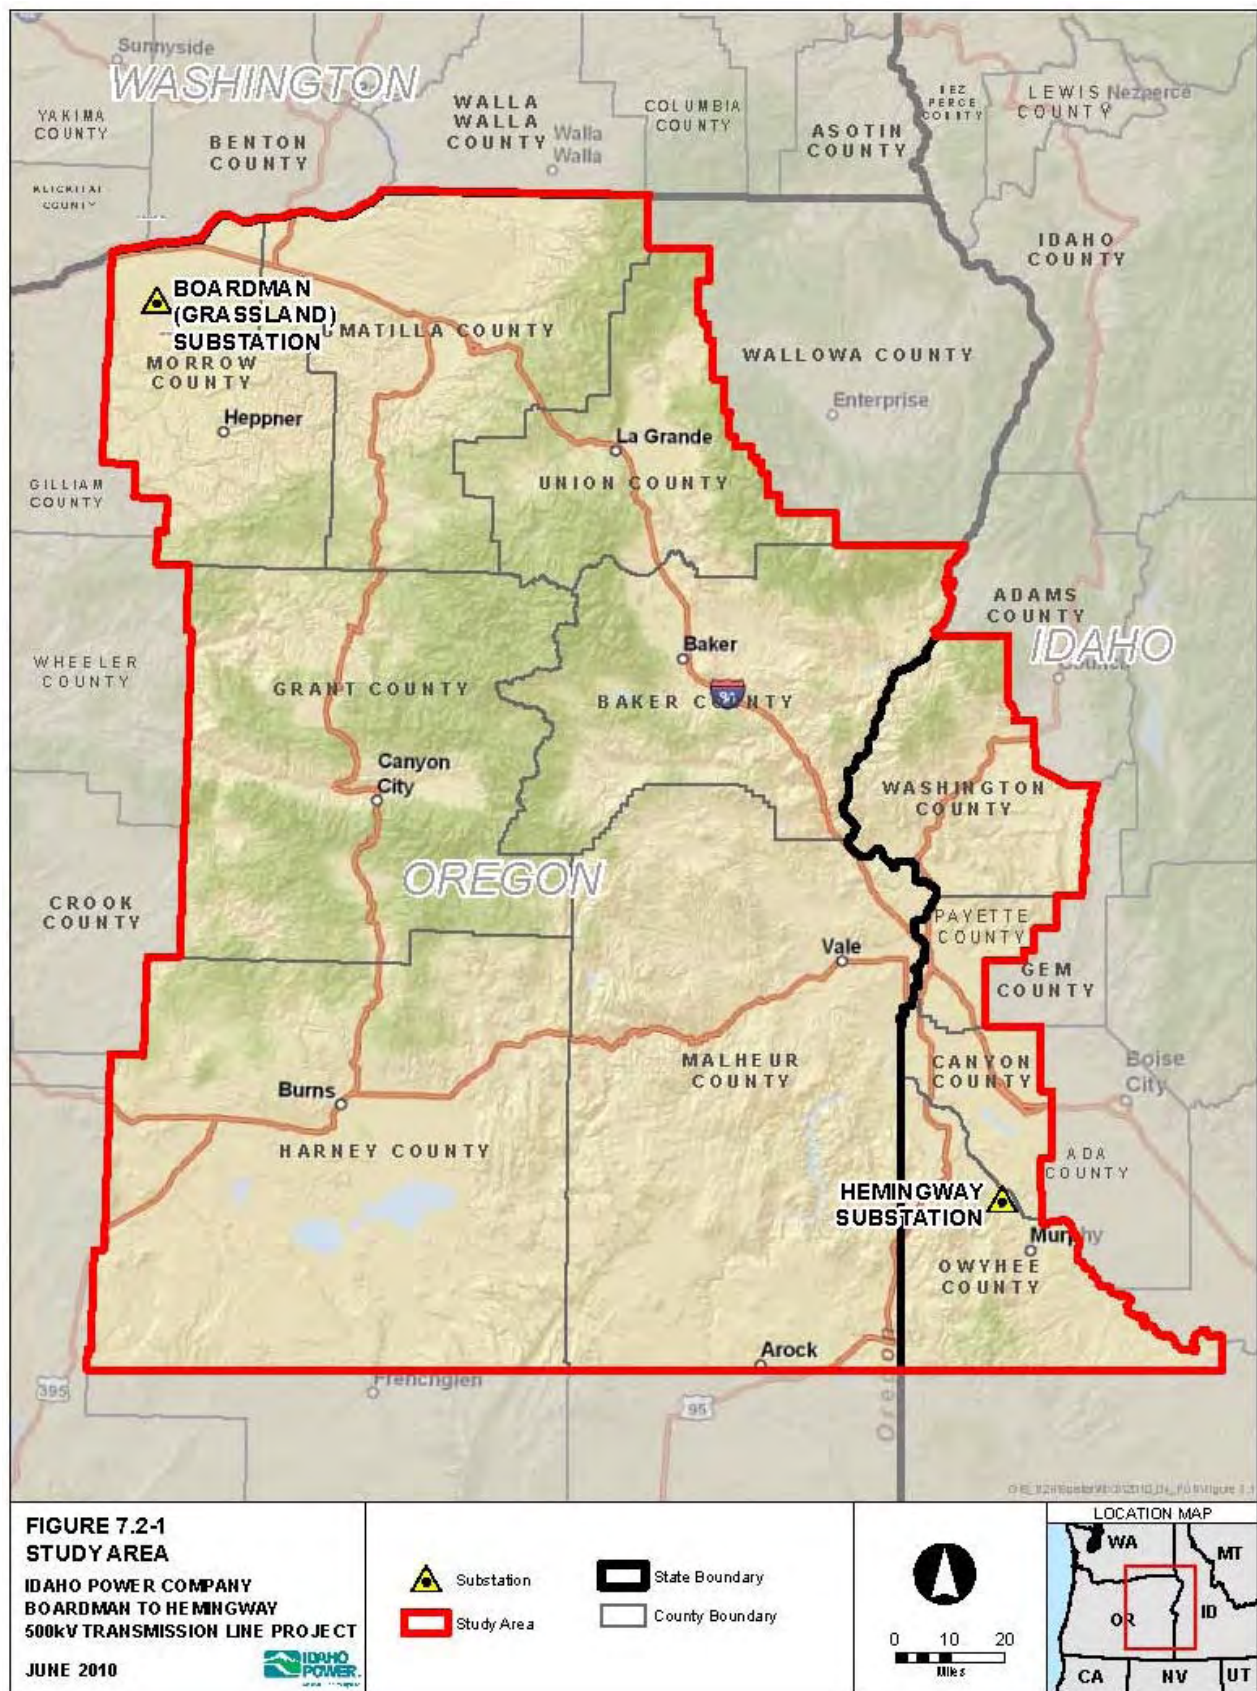 Sunnyside
WASHINGTON
YAKIMA
COUNTY
BENTON
COUNTY
WALLA
WALLA
COUNTY
Walla
Walla
COLUMBIA
COUNTY
ASOTIN
COUNTY
NEZ
PERCE
COUNTY
LEWIS
COUNTY
Nezperce
KLICKITAT
COUNTY
IDAHO
COUNTY
BOARDMAN
(GRASSLAND)
SUBSTATION
UMATILLA COUNTY
MORROW
COUNTY
Heppner
WALLOWA COUNTY
Enterprise
La Grande
UNION COUNTY
GILLIAM
COUNTY
ADAMS
COUNTY
IDAHO
Council
WHEELER
COUNTY
Baker
GRANT COUNTY
BAKER COUNTY
84
Canyon
City
WASHINGTON
COUNTY
OREGON
CROOK
COUNTY
PAYETTE
COUNTY
Vale
GEM
COUNTY
MALHEUR
COUNTY
CANYON
COUNTY
Boise
City
Burns
HARNEY COUNTY
ADA
COUNTY
HEMINGWAY
SUBSTATION
Murphy
OWYHEE
COUNTY
Arock
Oregon
395
Frenchglen
95
FIGURE 7.2-1
STUDY AREA
IDAHO POWER COMPANY
BOARDMAN TO HEMINGWAY
500kV TRANSMISSION LINE PROJECT
JUNE 2010
IDAHO
POWER
Substation
Study Area
State Boundary
County Boundary
0 10 20
Miles
LOCATION MAP
WA
MT
OR
ID
CA
NV
UT